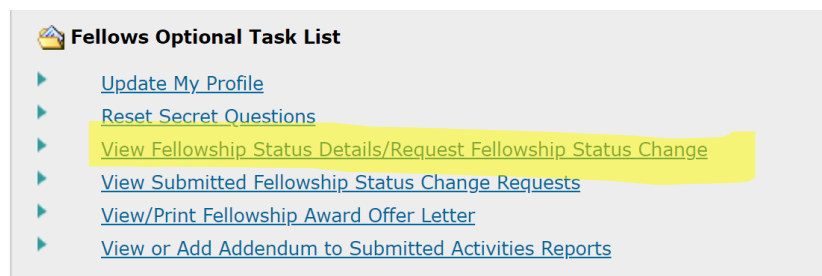 Fellows Optional Task List
Update My Profile
Reset Secret Questions
View Fellowship Status Details/Request Fellowship Status Change
View Submitted Fellowship Status Change Requests
View/Print Fellowship Award Offer Letter
View or Add Addendum to Submitted Activities Reports